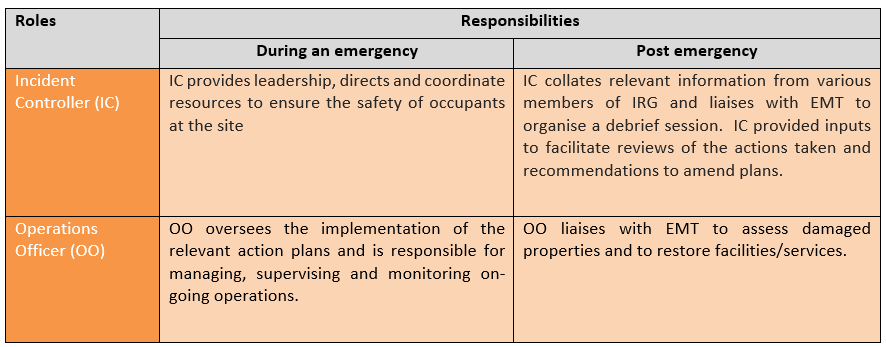 Roles
Responsibilities
During an emergency
Post emergency
Incident
Controller (IC)
IC provides leadership, directs and coordinate
resources to ensure the safety of occupants
at the site
IC collates relevant information from various
members of IRG and liaises with EMT to
organise a debrief session. IC provided inputs
to facilitate reviews of the actions taken and
recommendations to amend plans.
Operations
Officer (OO)
OO oversees the implementation of the
relevant action plans and is responsible for
managing, supervising and monitoring on-
going operations.
OO liaises with EMT to assess damaged
properties and to restore facilities/services.